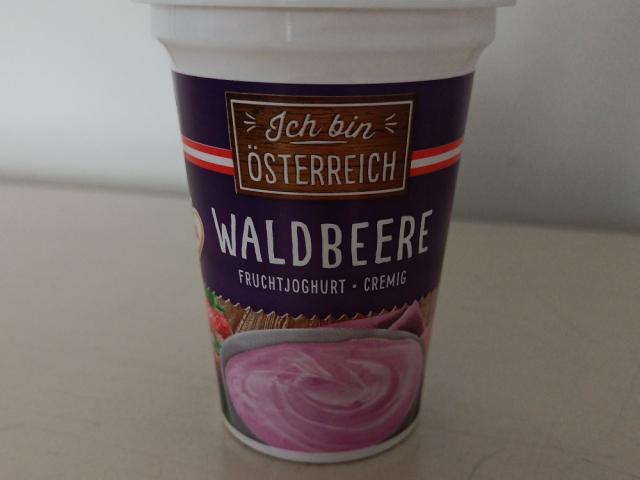 Ich bin
ÖSTERREICH
WALDBEERE
FRUCHTJOGHURT • CREMIG